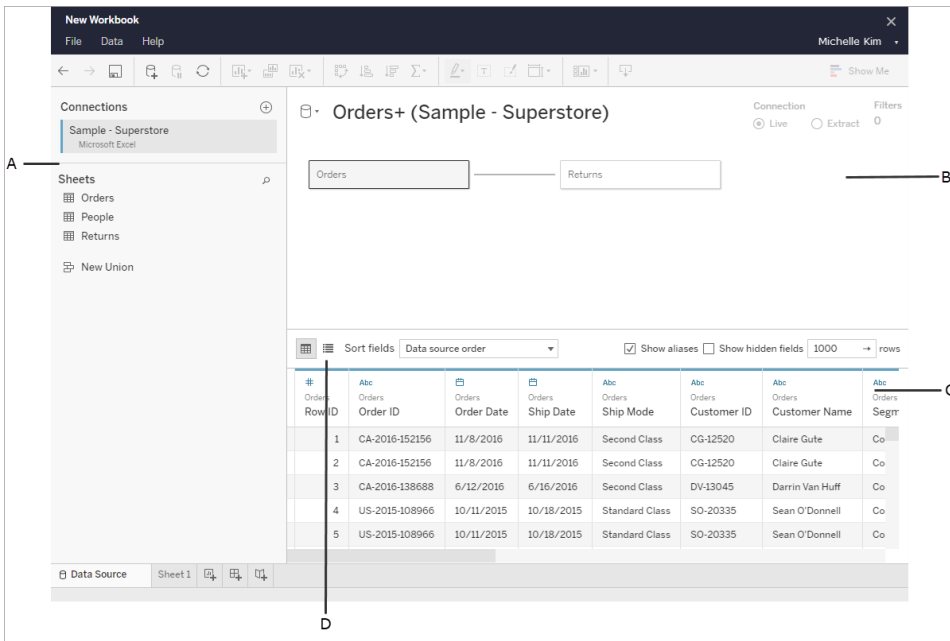 New Workbook
File Data Help Michelle Kim
Show Me
Connections
Sample - Superstore
Microsoft Excel
A
Sheets
Orders
People
Returns
New Union
Orders+ (Sample - Superstore)
Connection Filters
Live Extract 0
Orders Returns
B
Sort fields Data source order Show aliases Show hidden fields 1000 → rows
# Abc Abc Abc Abc Abc
Orders Orders Orders Orders Orders Orders Orders Orders
Row ID Order ID Order Date Ship Date Ship Mode Customer ID Customer Name Segm
C
1 CA-2016-152156 11/8/2016 11/11/2016 Second Class CG-12520 Claire Gute Co
2 CA-2016-152156 11/8/2016 11/11/2016 Second Class CG-12520 Claire Gute Co
3 CA-2016-138688 6/12/2016 6/16/2016 Second Class DV-13045 Darrin Van Huff Co
4 US-2015-108966 10/11/2015 10/18/2015 Standard Class SO-20335 Sean O'Donnell Co
5 US-2015-108966 10/11/2015 10/18/2015 Standard Class SO-20335 Sean O'Donnell Co
Data Source Sheet 1
D